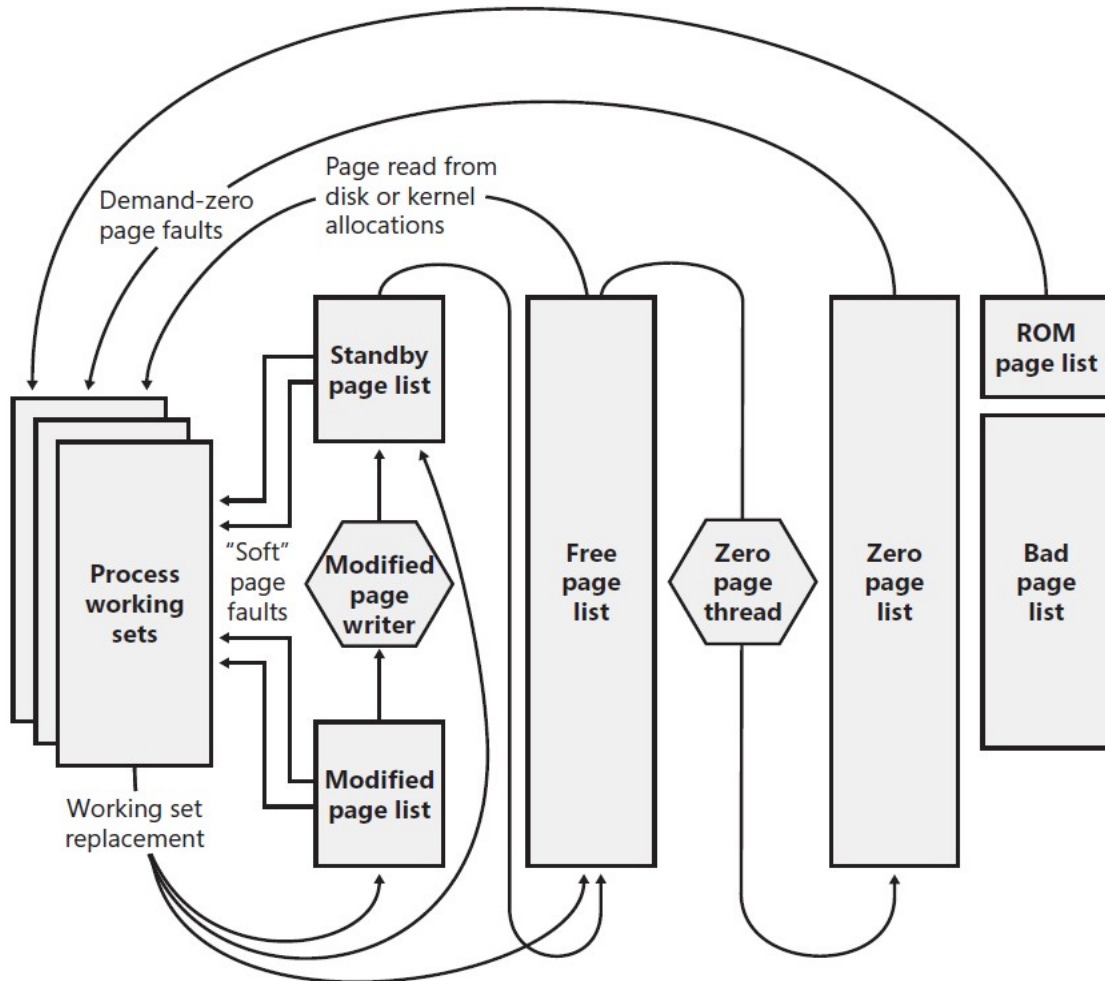 Page read from
disk or kernel
allocations
Demand-zero
page faults
Standby
page list
ROM
page list
Process
working
sets
“Soft”
page
faults
Modified
page
writer
Free
page
list
Zero
page
thread
Zero
page
list
Bad
page
list
Modified
page list
Working set
replacement